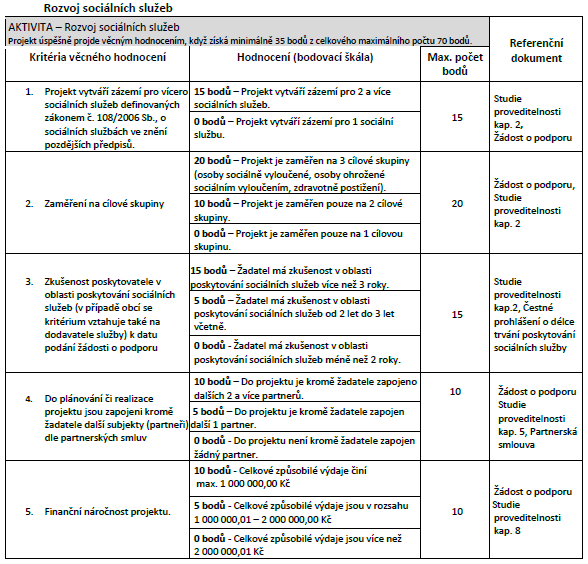 Rozvoj sociálních služeb
AKTIVITA – Rozvoj sociálních služeb
Projekt úspěšně projde věcným hodnocením, když získá minimálně 35 bodů z celkového maximálního počtu 70 bodů.
Referenční
dokument
Kritéria věcného hodnocení
Hodnocení (bodovací škála)
Max. počet
bodů
1. Projekt vytváří zázemí pro vícero
sociálních služeb definovaných
zákonem č. 108/2006 Sb., o
sociálních službách ve znění
pozdějších předpisů.
15 bodů – Projekt vytváří zázemí pro 2 a více
sociálních služeb.
0 bodů – Projekt vytváří zázemí pro 1 sociální
službu.
15
Studie
proveditelnosti
kap. 2,
Žádost o podporu
2. Zaměření na cílové skupiny
20 bodů – Projekt je zaměřen na 3 cílové skupiny
(osoby sociálně vyloučené, osoby ohrožené
sociálním vyloučením, zdravotně postižení).
10 bodů – Projekt je zaměřen pouze na 2 cílové
skupiny.
0 bodů – Projekt je zaměřen pouze na 1 cílovou
skupinu.
20
Žádost o podporu,
Studie
proveditelnosti
kap. 2
3. Zkušenost poskytovatele v
oblasti poskytování sociálních
služeb (v případě obcí se
kritérium vztahuje také na
dodavatele služby) k datu
podání žádosti o podporu
15 bodů – Žadatel má zkušenost v oblasti
poskytování sociálních služeb více než 3 roky.
5 bodů – Žadatel má zkušenost v oblasti
poskytování sociálních služeb od 2 let do 3 let
včetně.
0 bodů - Žadatel má zkušenost v oblasti
poskytování sociálních služeb méně než 2 roky.
15
Studie
proveditelnosti
kap.2, Čestné
prohlášení o délce
trvání poskytování
sociální služby
4. Do plánování či realizace
projektu jsou zapojeni kromě
žadatele další subjekty (partneři)
dle partnerských smluv
10 bodů – Do projektu je kromě žadatele zapojeno
dalších 2 a více partnerů.
5 bodů – Do projektu je kromě žadatele zapojen
další 1 partner.
0 bodů - Do projektu není kromě žadatele zapojen
žádný partner.
10
Žádost o podporu
Studie
proveditelnosti
kap. 5, Partnerská
smlouva
5. Finanční náročnost projektu.
10 bodů - Celkové způsobilé výdaje činí
max. 1 000 000,00 Kč
5 bodů - Celkové způsobilé výdaje jsou v rozsahu
1 000 000,01 – 2 000 000,00 Kč
0 bodů - Celkové způsobilé výdaje jsou více než
2 000 000,01 Kč
10
Žádost o podporu
Studie
proveditelnosti
kap. 8